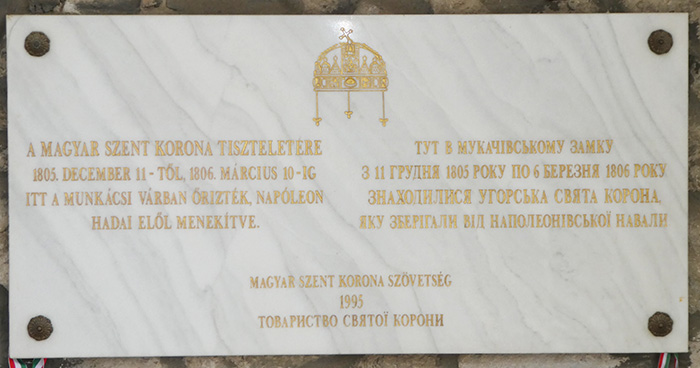 A MAGYAR SZENT KORONA TISZTELETÉRE
1805. DECEMBER 11 - TŐL, 1806. MÁRCIUS 10 - IG
ITT A MUNKÁCSI VÁRBAN ŐRIZTÉK, NAPÓLEON
HADAI ELŐL MENEKÍTVE.
ТУТ В МУКАЧІВСЬКОМУ ЗАМКУ
З 11 ГРУДНЯ 1805 РОКУ ПО 6 БЕРЕЗНЯ 1806 РОКУ
ЗНАХОДИЛИСЯ УГОРСЬКА СВЯТА КОРОНА,
ЯКУ ЗБЕРІГАЛИ ВІД НАПОЛЕОНІВСЬКОЇ НАВАЛИ
MAGYAR SZENT KORONA SZÖVETSÉG
1995
ТОВАРИСТВО СВЯТОЇ КОРОНИ